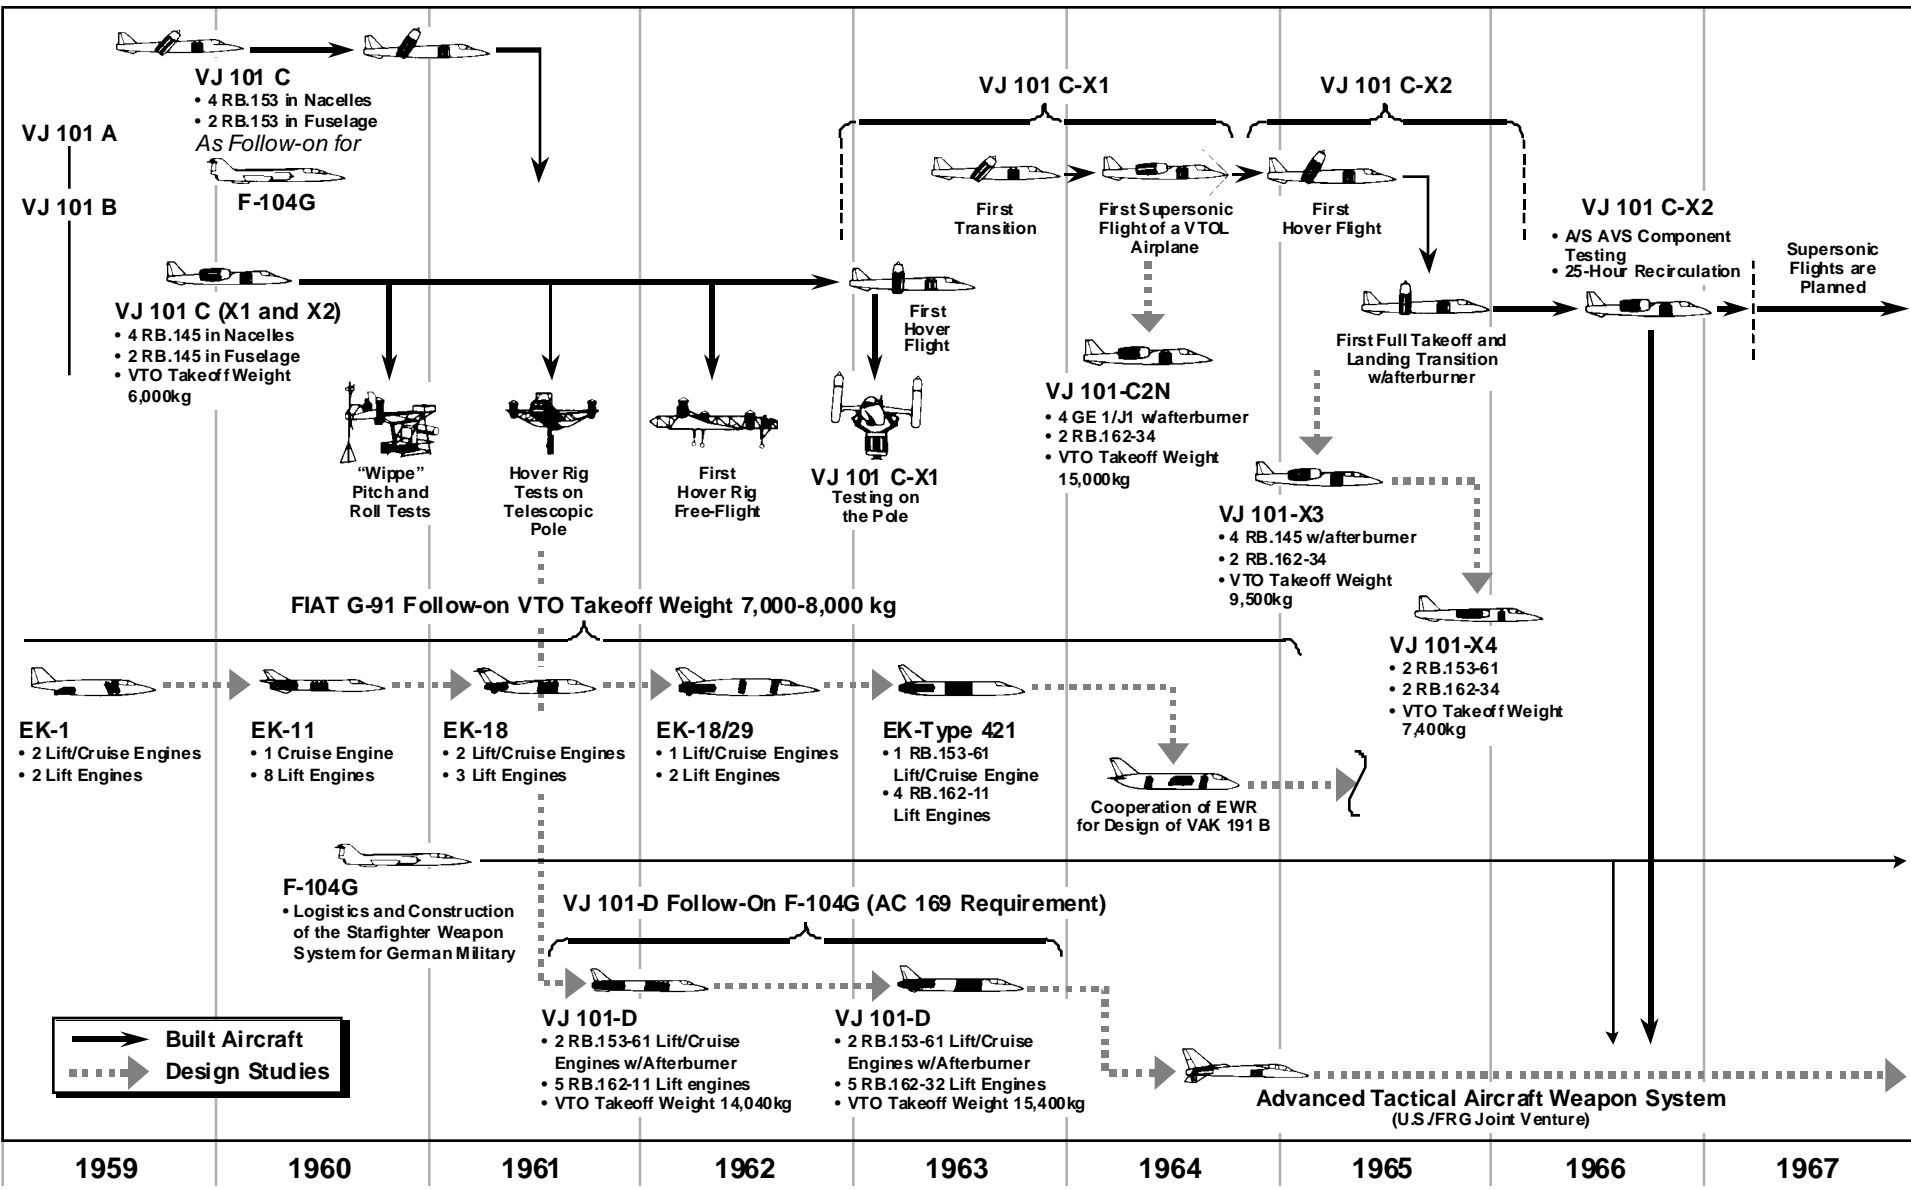 VJ 101 C
• 4 RB.153 in Nacelles
• 2 RB.153 in Fuselage
As Follow-on for
F-104G
VJ 101 A
VJ 101 B
VJ 101 C (X1 and X2)
• 4 RB.145 in Nacelles
• 2 RB.145 in Fuselage
• VTO Takeoff Weight
6,000kg
“Wippe”
Pitch and
Roll Tests
Hover Rig
Tests on
Telescopic
Pole
First
Hover Rig
Free-Flight
VJ 101 C-X1
Testing on
the Pole
First
Hover
Flight
VJ 101 C-X1
First
Transition
First Supersonic
Flight of a VTOL
Airplane
VJ 101 C-X2
First
Hover Flight
First Full Takeoff and
Landing Transition
w/afterburner
VJ 101 C-X2
• A/S AVS Component
Testing
• 25-Hour Recirculation
Supersonic
Flights are
Planned
VJ 101-C2N
• 4 GE 1/J1 w/afterburner
• 2 RB.162-34
• VTO Takeoff Weight
15,000kg
VJ 101-X3
• 4 RB.145 w/afterburner
• 2 RB.162-34
• VTO Takeoff Weight
9,500kg
VJ 101-X4
• 2 RB.153-61
• 2 RB.162-34
• VTO Takeoff Weight
7,400kg
FIAT G-91 Follow-on VTO Takeoff Weight 7,000-8,000 kg
EK-1
• 2 Lift/Cruise Engines
• 2 Lift Engines
EK-11
• 1 Cruise Engine
• 8 Lift Engines
EK-18
• 2 Lift/Cruise Engines
• 3 Lift Engines
EK-18/29
• 1 Lift/Cruise Engines
• 2 Lift Engines
EK-Type 421
• 1 RB.153-61
Lift/Cruise Engine
• 4 RB.162-11
Lift Engines
Cooperation of EWR
for Design of VAK 191 B
F-104G
• Logistics and Construction
of the Starfighter Weapon
System for German Military
VJ 101-D Follow-On F-104G (AC 169 Requirement)
VJ 101-D
• 2 RB.153-61 Lift/Cruise
Engines w/Afterburner
• 5 RB.162-11 Lift engines
• VTO Takeoff Weight 14,040kg
VJ 101-D
• 2 RB.153-61 Lift/Cruise
Engines w/Afterburner
• 5 RB.162-32 Lift Engines
• VTO Takeoff Weight 15,400kg
Advanced Tactical Aircraft Weapon System
(U.S./FRG Joint Venture)
Built Aircraft
Design Studies
1959 1960 1961 1962 1963 1964 1965 1966 1967